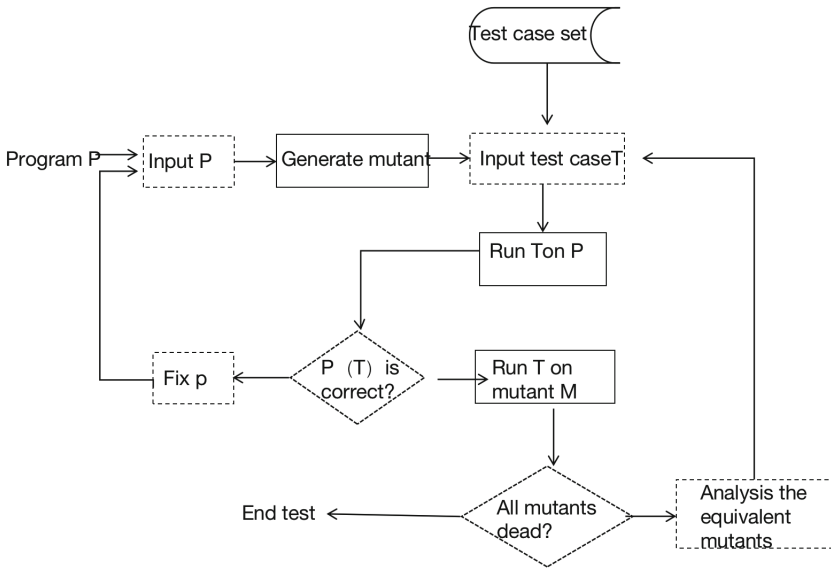 Test case set
Program P
Input P
Generate mutant
Input test caseT
Run Ton P
P (T) is
correct?
Fix p
Run T on
mutant M
All mutants
dead?
End test
Analysis the
equivalent
mutants